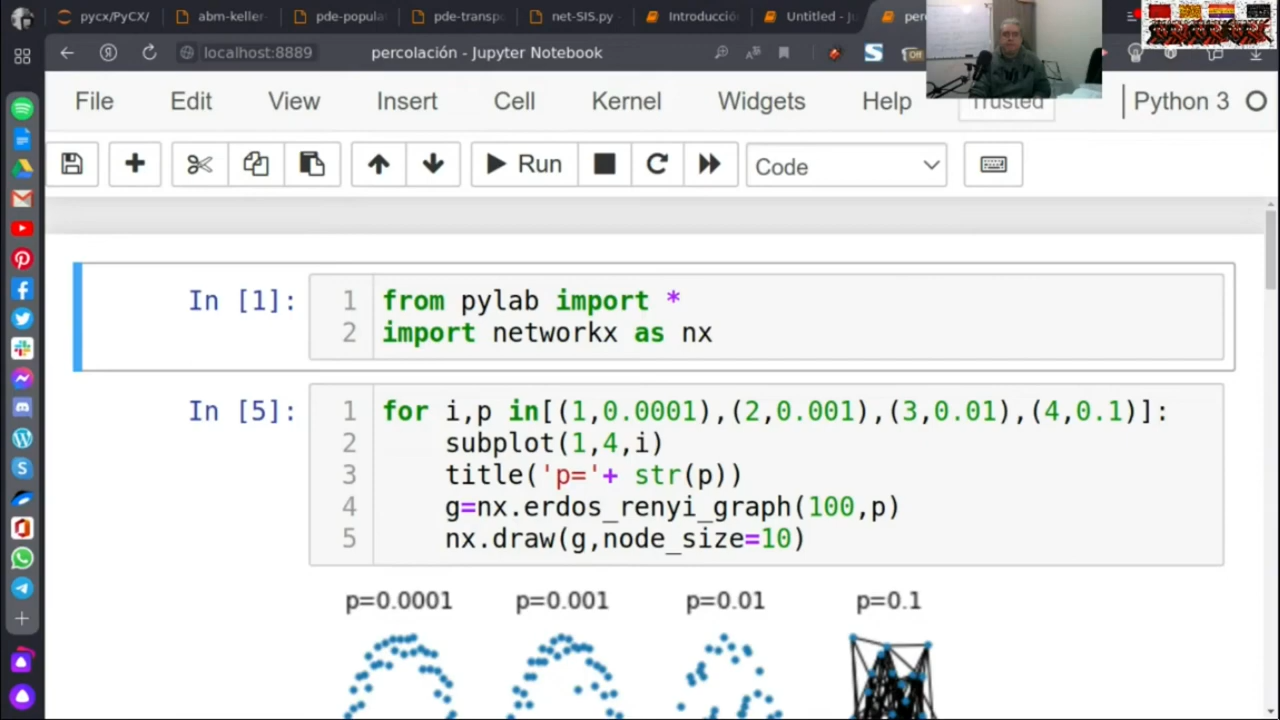 pycx/PyCX/
abm-keller
pde-popula
pde-transp
net-SIS.py
Introducció
Untitled - Ju
per
localhost:8889
percolación - Jupyter Notebook
Off
File Edit View Insert Cell Kernel Widgets Help Trusted Python 3
Run Code
In [1]:
1 from pylab import *
2 import networkx as nx
In [5]:
1 for i,p in[(1,0.0001),(2,0.001),(3,0.01),(4,0.1)]:
2 subplot(1,4,i)
3 title('p='+ str(p))
4 g=nx.erdos_renyi_graph(100,p)
5 nx.draw(g,node_size=10)
p=0.0001 p=0.001 p=0.01 p=0.1